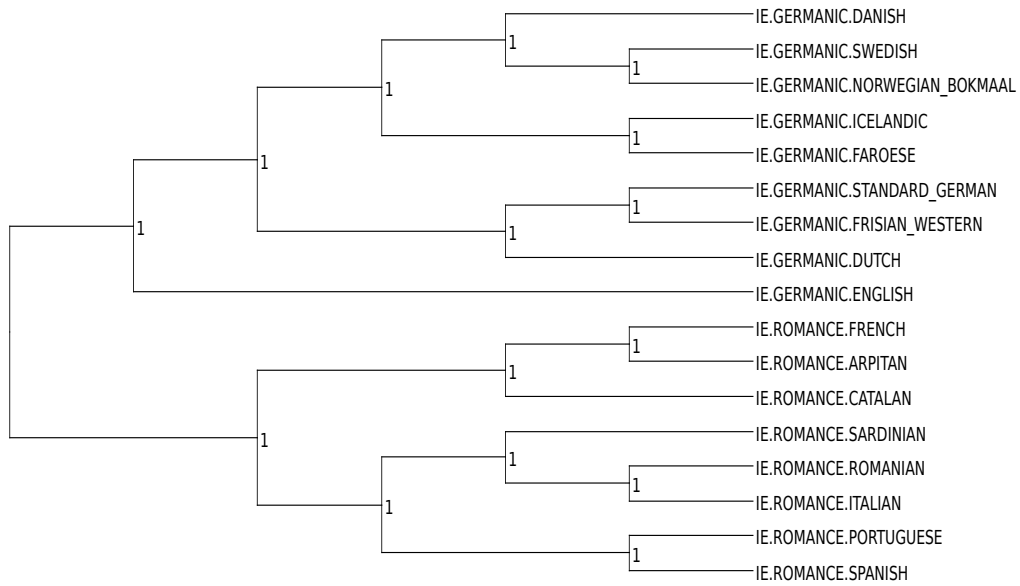 IE.GERMANIC.DANISH
1
IE.GERMANIC.SWEDISH
1
IE.GERMANIC.NORWEGIAN_BOKMAAL
1
IE.GERMANIC.ICELANDIC
1
IE.GERMANIC.FAROESE
1
IE.GERMANIC.STANDARD_GERMAN
1
IE.GERMANIC.FRISIAN_WESTERN
1
1
IE.GERMANIC.DUTCH
IE.GERMANIC.ENGLISH
IE.ROMANCE.FRENCH
1
IE.ROMANCE.ARPITAN
1
IE.ROMANCE.CATALAN
IE.ROMANCE.SARDINIAN
1
1
IE.ROMANCE.ROMANIAN
1
IE.ROMANCE.ITALIAN
1
IE.ROMANCE.PORTUGUESE
1
IE.ROMANCE.SPANISH